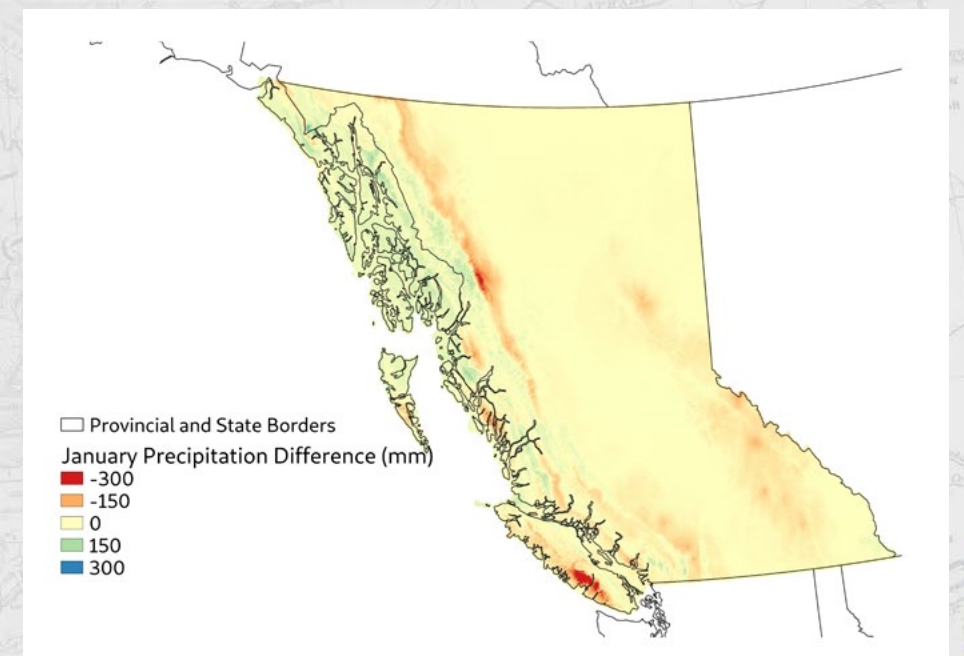 Provincial and State Borders
January Precipitation Difference (mm)
-300
-150
0
150
300